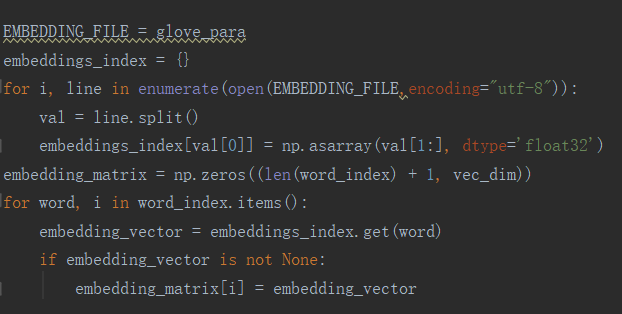 EMBEDDING_FILE = glove_para
embeddings_index = {}
for i, line in enumerate(open(EMBEDDING_FILE,encoding="utf-8")):
    val = line.split()
    embeddings_index[val[0]] = np.asarray(val[1:], dtype='float32')
embedding_matrix = np.zeros((len(word_index) + 1, vec_dim))
for word, i in word_index.items():
    embedding_vector = embeddings_index.get(word)
    if embedding_vector is not None:
        embedding_matrix[i] = embedding_vector